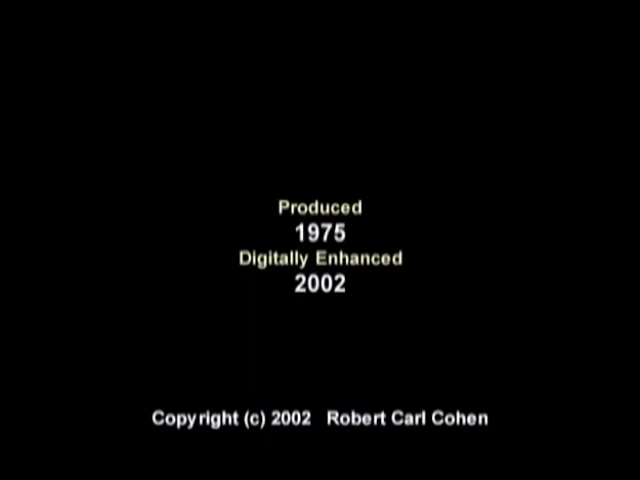 Produced
1975
Digitally Enhanced
2002
Copyright (c) 2002 Robert Carl Cohen